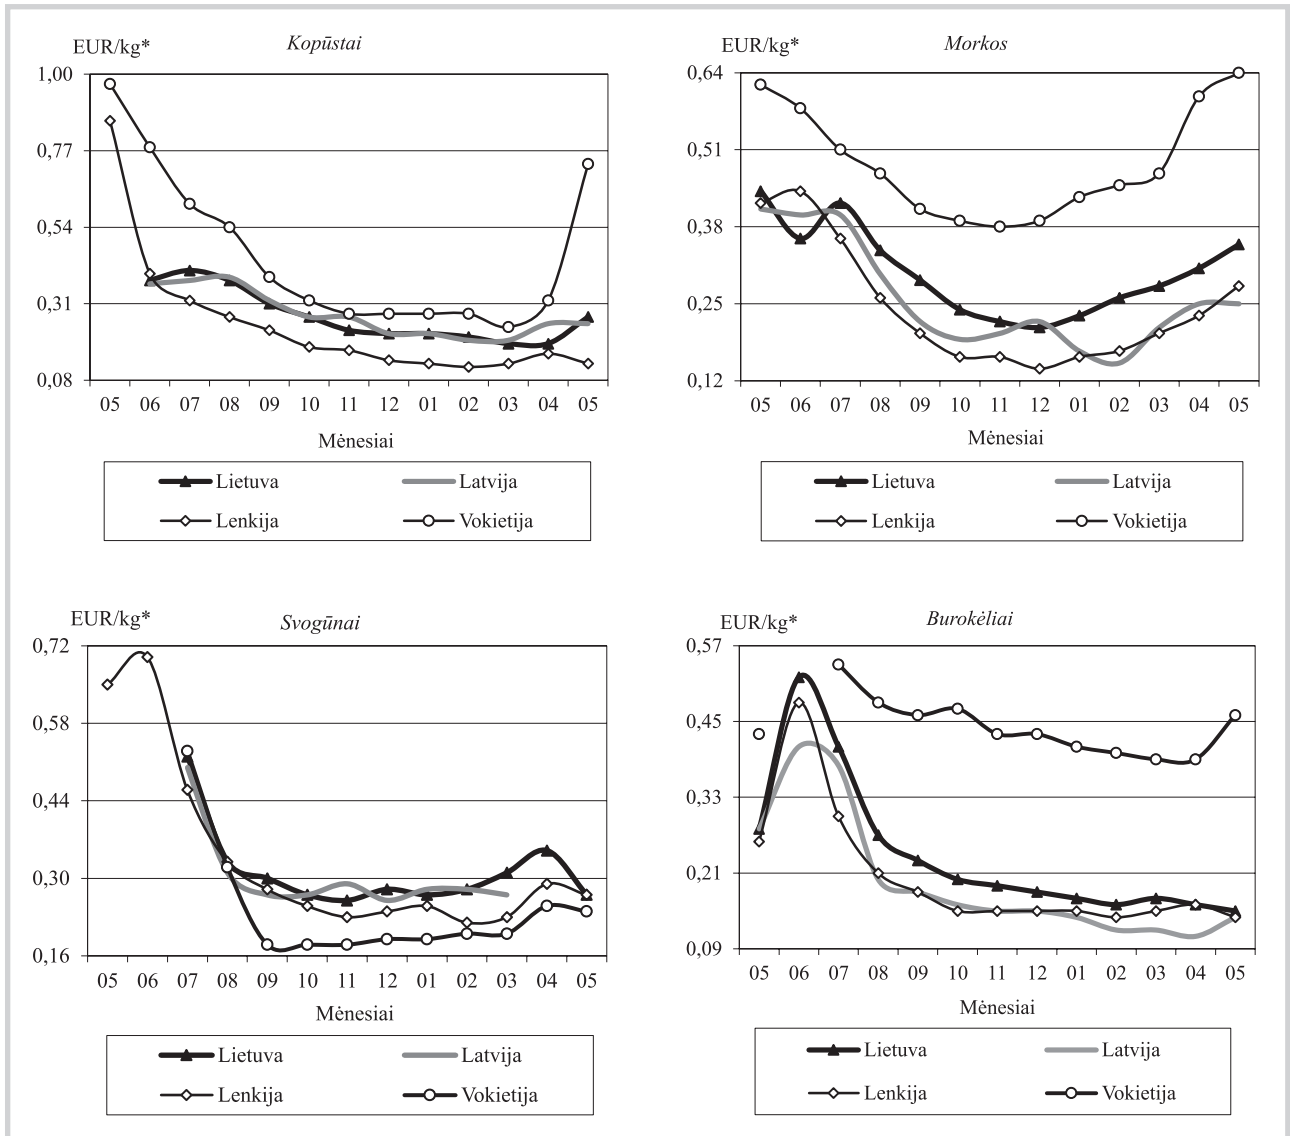 Kopūstai
EUR/kg*
1,00
0,77
0,54
0,31
0,08
05 06 07 08 09 10 11 12 01 02 03 04 05
Mėnesiai
Lietuva Latvija
Lenkija Vokietija
Morkos
EUR/kg*
0,64
0,51
0,38
0,25
0,12
05 06 07 08 09 10 11 12 01 02 03 04 05
Mėnesiai
Lietuva Latvija
Lenkija Vokietija
Svogūnai
EUR/kg*
0,72
0,58
0,44
0,30
0,16
05 06 07 08 09 10 11 12 01 02 03 04 05
Mėnesiai
Lietuva Latvija
Lenkija Vokietija
Burokėliai
EUR/kg*
0,57
0,45
0,33
0,21
0,09
05 06 07 08 09 10 11 12 01 02 03 04 05
Mėnesiai
Lietuva Latvija
Lenkija Vokietija